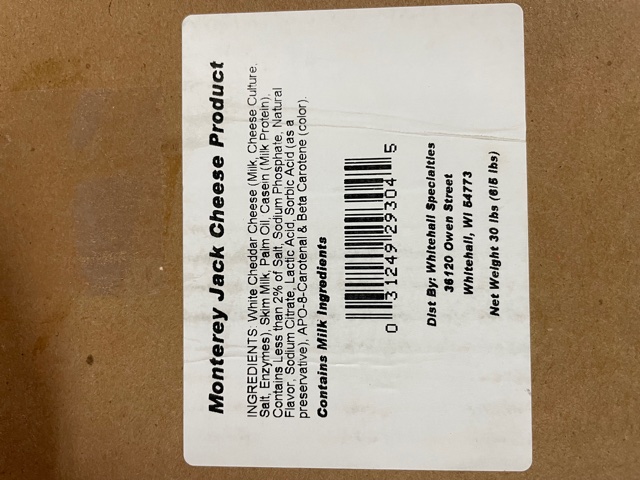 Monterey Jack Cheese Product
INGREDIENTS White Cheddar Cheese (Milk, Cheese Culture,
Salt, Enzymes), Skim Milk, Palm Oil, Casein (Milk Protein),
Contains Less than 2% of Salt, Sodium Phosphate, Natural
Flavor, Sodium Citrate, Lactic Acid, Sorbic Acid (as a
preservative), APO-8-Carotenal & Beta Carotene (color).
Contains Milk Ingredients
0 31249 29304 5
Dist By: Whitehall Specialties
36120 Owen Street
Whitehall, WI 54773
Net Weight 30 lbs (6/5 lbs)